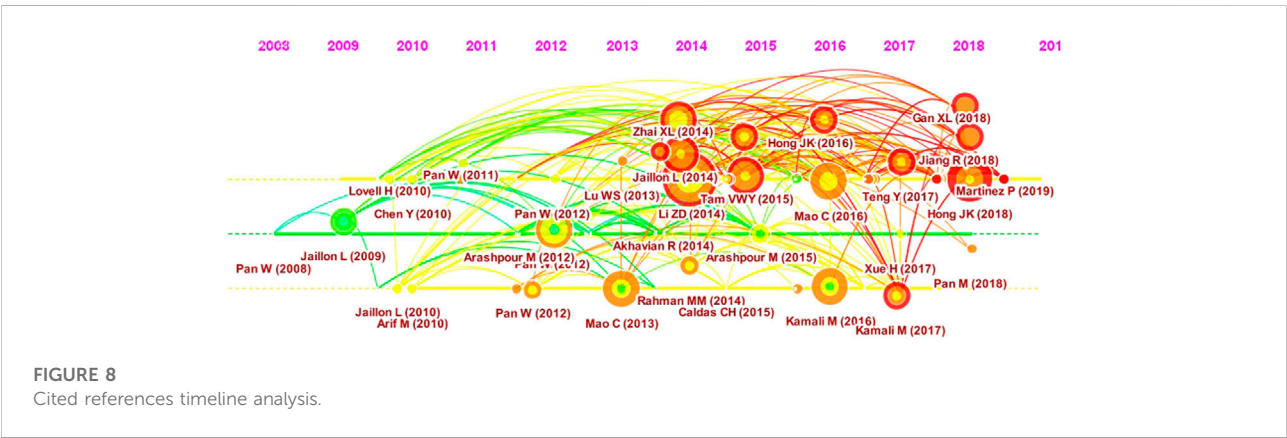 2008 2009 2010 2011 2012 2013 2014 2015 2016 2017 2018 201
Gan XL (2018)
Zhai XL (2014)
Hong JK (2016)
Jiang R (2018)
Pan W (2011)
Jaillon L (2014)
Lovell H (2010)
Martinez P (2019)
Lu WS (2013)
Tam VWY (2015)
Teng Y (2017)
Chen Y (2010)
Pan W (2012)
Li ZD (2014)
Mao C (2016)
Hong JK (2018)
Akhavian R (2014)
Jaillon L (2009)
Arashpour M (2012)
Arashpour M (2015)
Pan W (2012)
Pan W (2008)
Xue H (2017)
Pan M (2018)
Rahman MM (2014)
Jaillon L (2010)
Pan W (2012)
Caldas CH (2015)
Arif M (2010)
Mao C (2013)
Kamali M (2016)
Kamali M (2017)
FIGURE 8
Cited references timeline analysis.